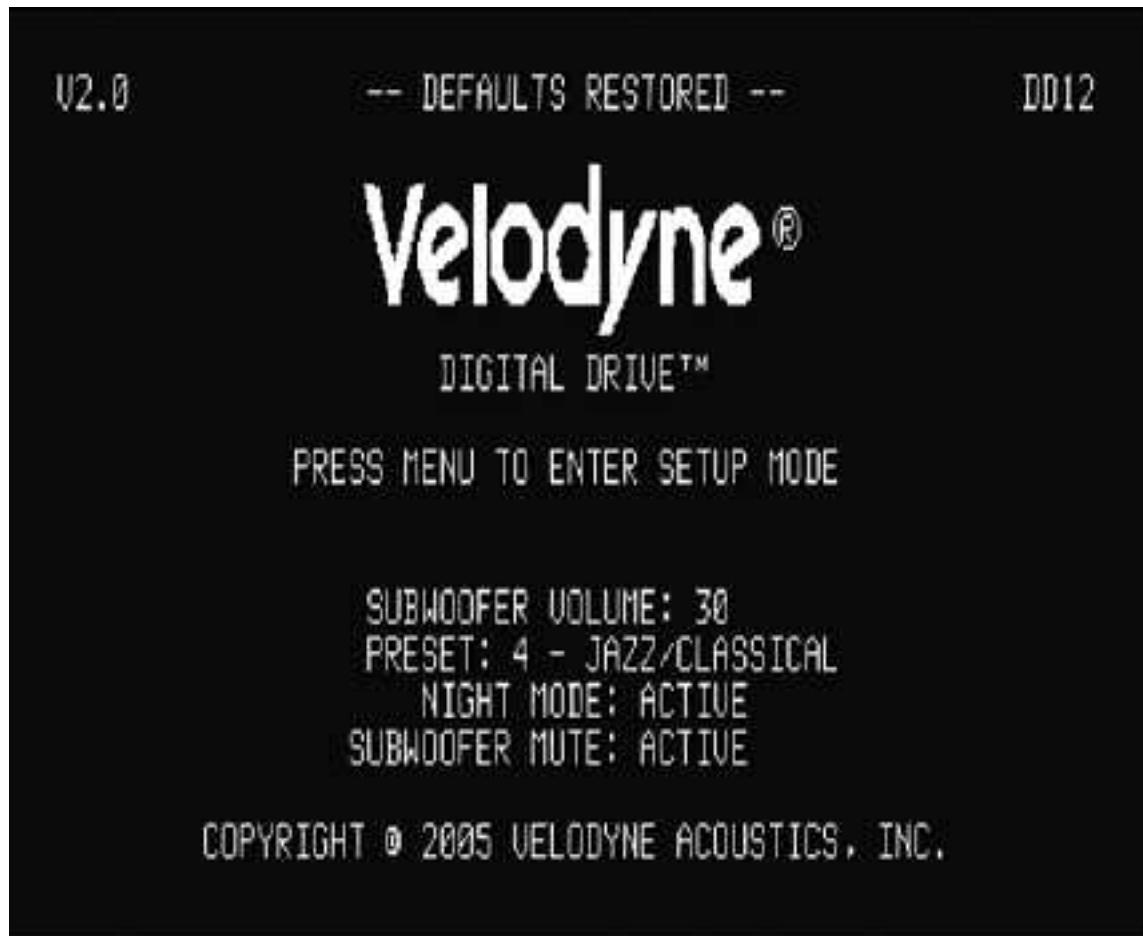 V2.0 -- DEFAULTS RESTORED -- DD12
Velodyne®
DIGITAL DRIVE™
PRESS MENU TO ENTER SETUP MODE
SUBWOOFER VOLUME: 30
PRESET: 4 - JAZZ/CLASSICAL
NIGHT MODE: ACTIVE
SUBWOOFER MUTE: ACTIVE
COPYRIGHT © 2005 VELODYNE ACOUSTICS, INC.